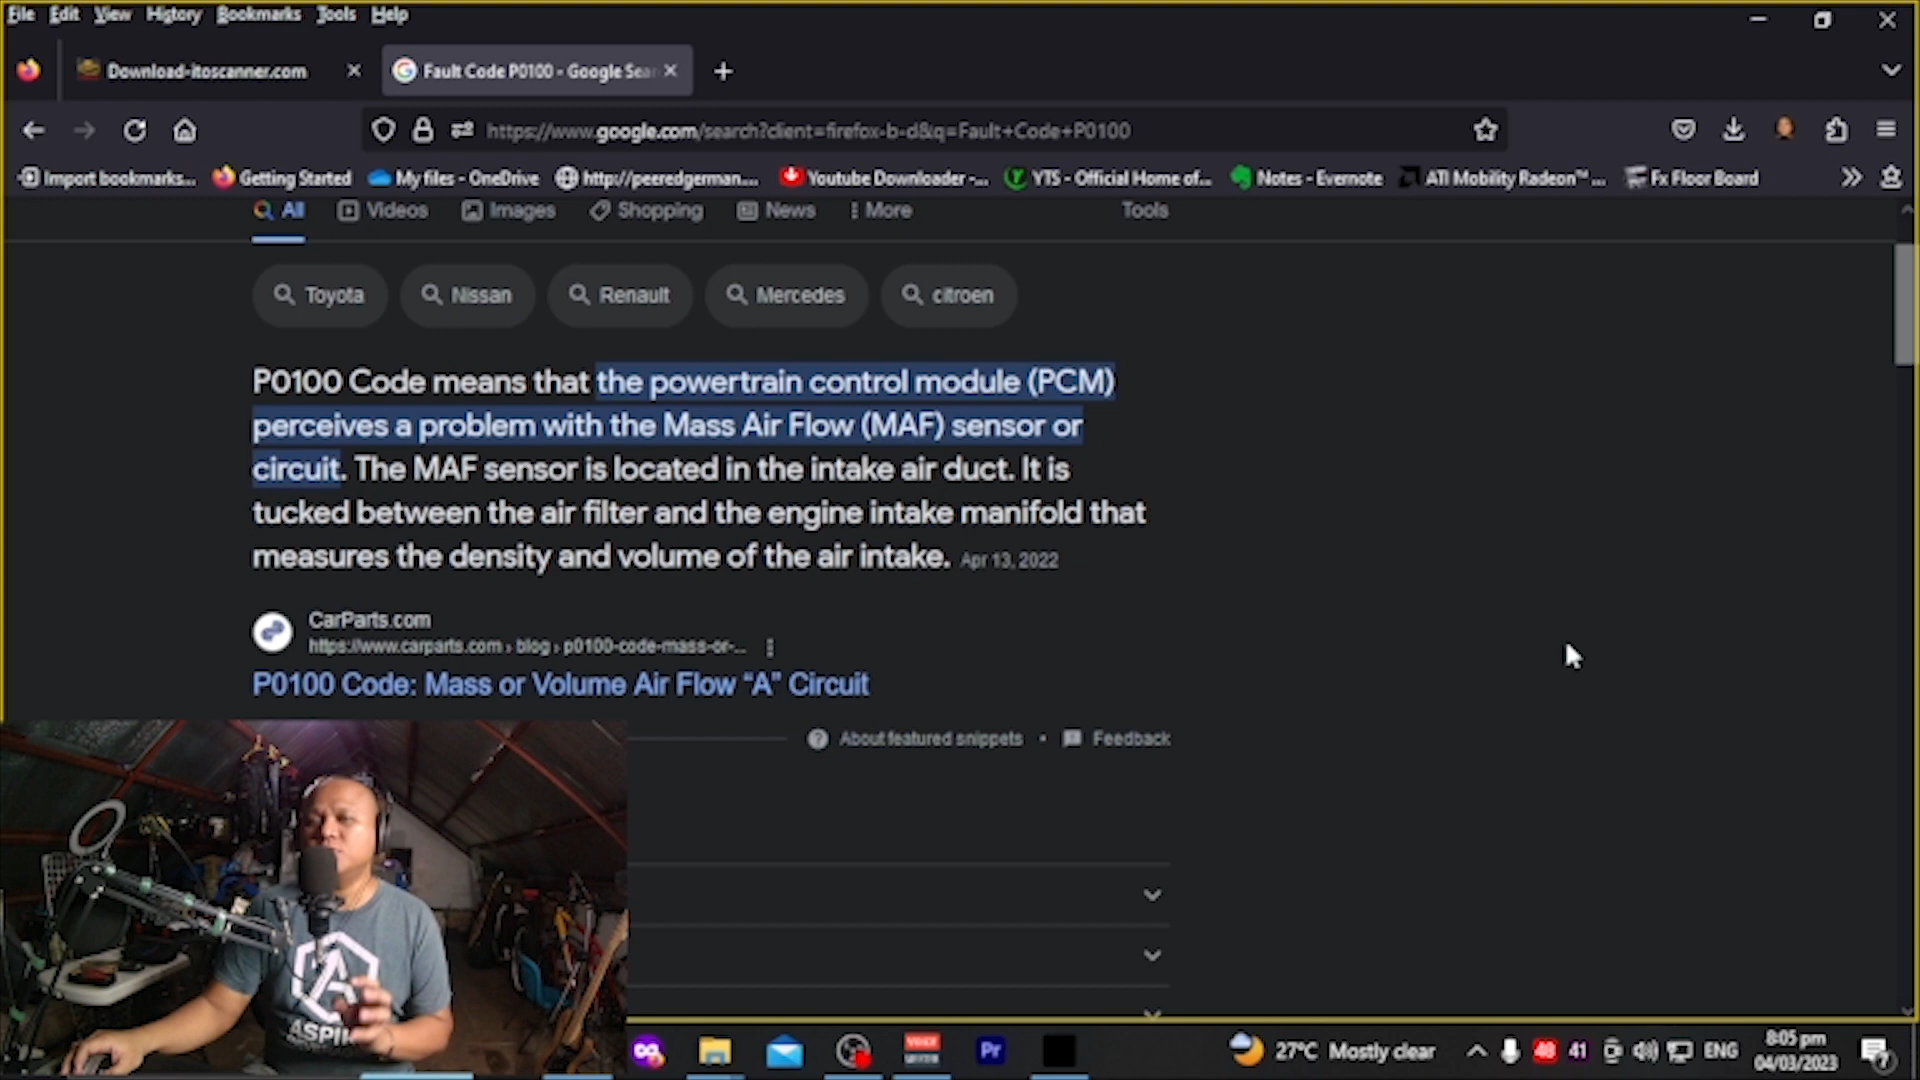 File Edit View History Bookmarks Tools Help
Download-itoscanner.com
Fault Code P0100 - Google Sear
https://www.google.com/search?client=firefox-b-d&q=Fault+Code+P0100
Import bookmarks... Getting Started My files - OneDrive http://peeredgerman.... Youtube Downloader -... YTS - Official Home of... Notes - Evernote ATI Mobility Radeon™ ... Fx Floor Board
All Videos Images Shopping News More Tools
Toyota Nissan Renault Mercedes citroen
P0100 Code means that the powertrain control module (PCM)
perceives a problem with the Mass Air Flow (MAF) sensor or
circuit. The MAF sensor is located in the intake air duct. It is
tucked between the air filter and the engine intake manifold that
measures the density and volume of the air intake. Apr 13, 2022
CarParts.com
https://www.carparts.com › blog › p0100-code-mass-or-...
P0100 Code: Mass or Volume Air Flow “A” Circuit
About featured snippets • Feedback
ASPI
Pr
27°C Mostly clear
48 41
ENG
8:05 pm
04/03/2023
7